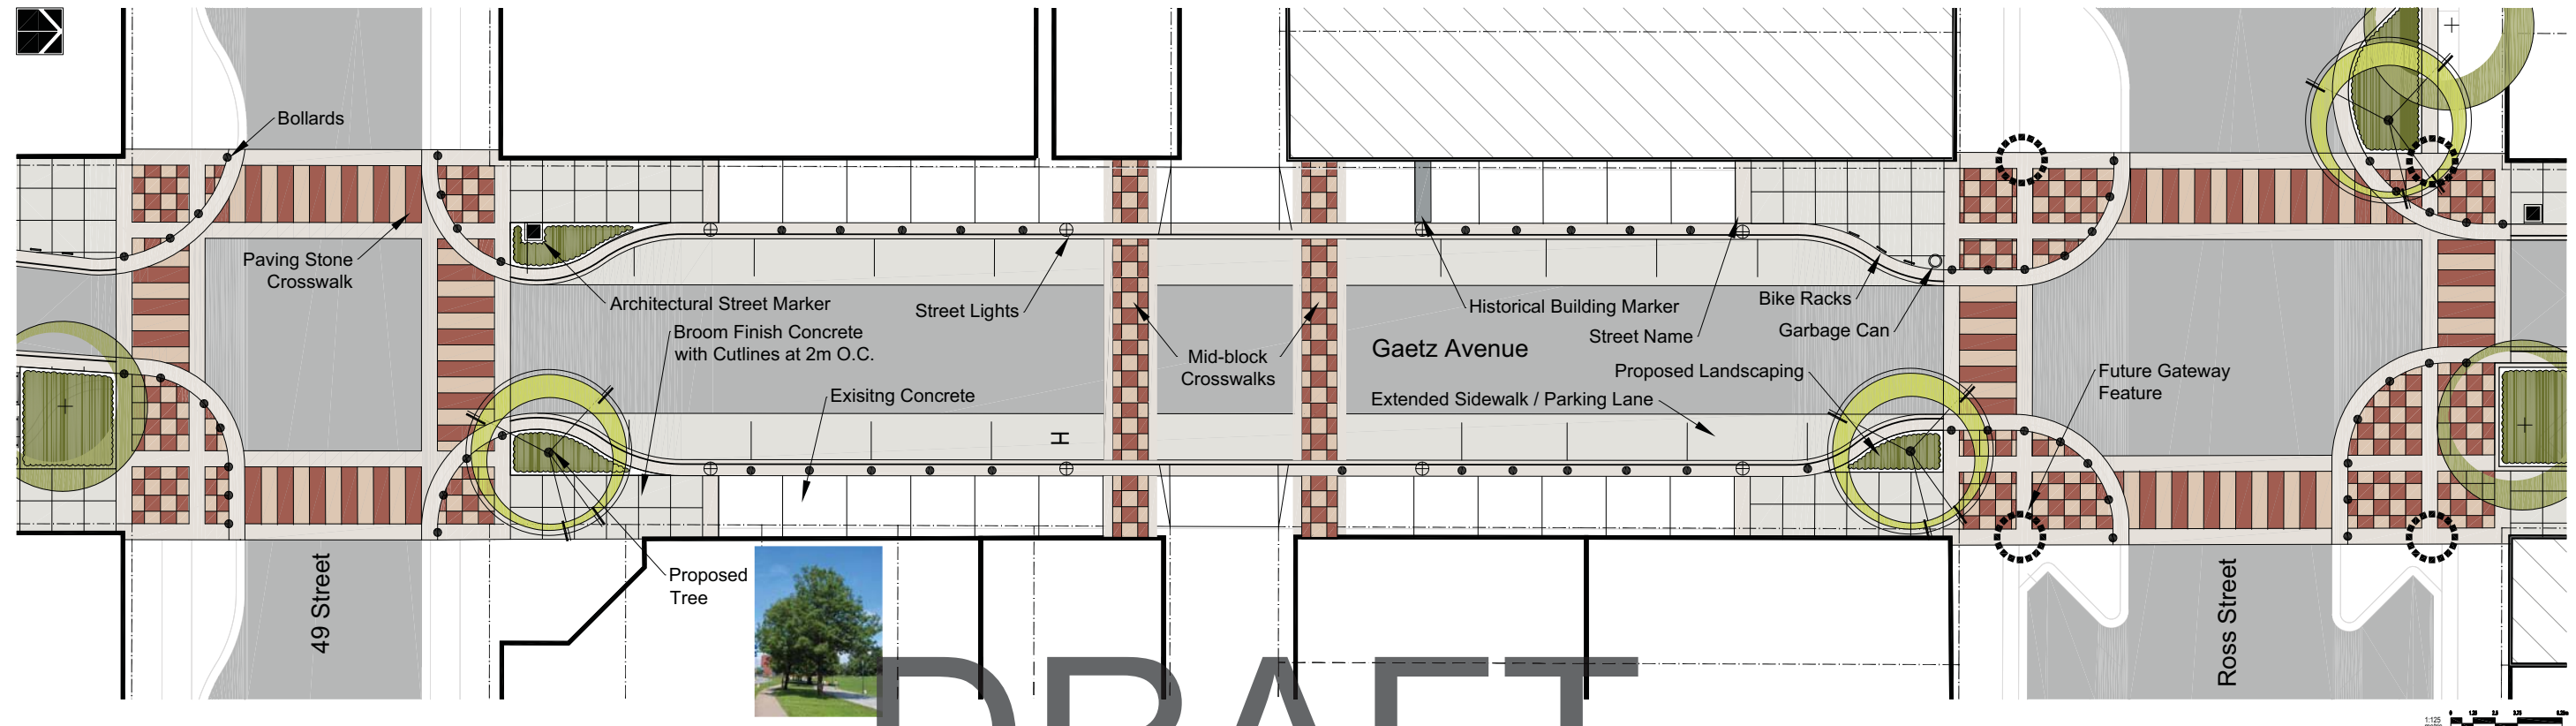 Bollards
Paving Stone
Crosswalk
Architectural Street Marker
Broom Finish Concrete
with Cutlines at 2m O.C.
Exisitng Concrete
Street Lights
Mid-block
Crosswalks
Historical Building Marker
Street Name
Bike Racks
Garbage Can
Gaetz Avenue
Proposed Landscaping
Extended Sidewalk / Parking Lane
Future Gateway
Feature
H
Proposed
Tree
49 Street
Ross Street
DRAFT
1:125